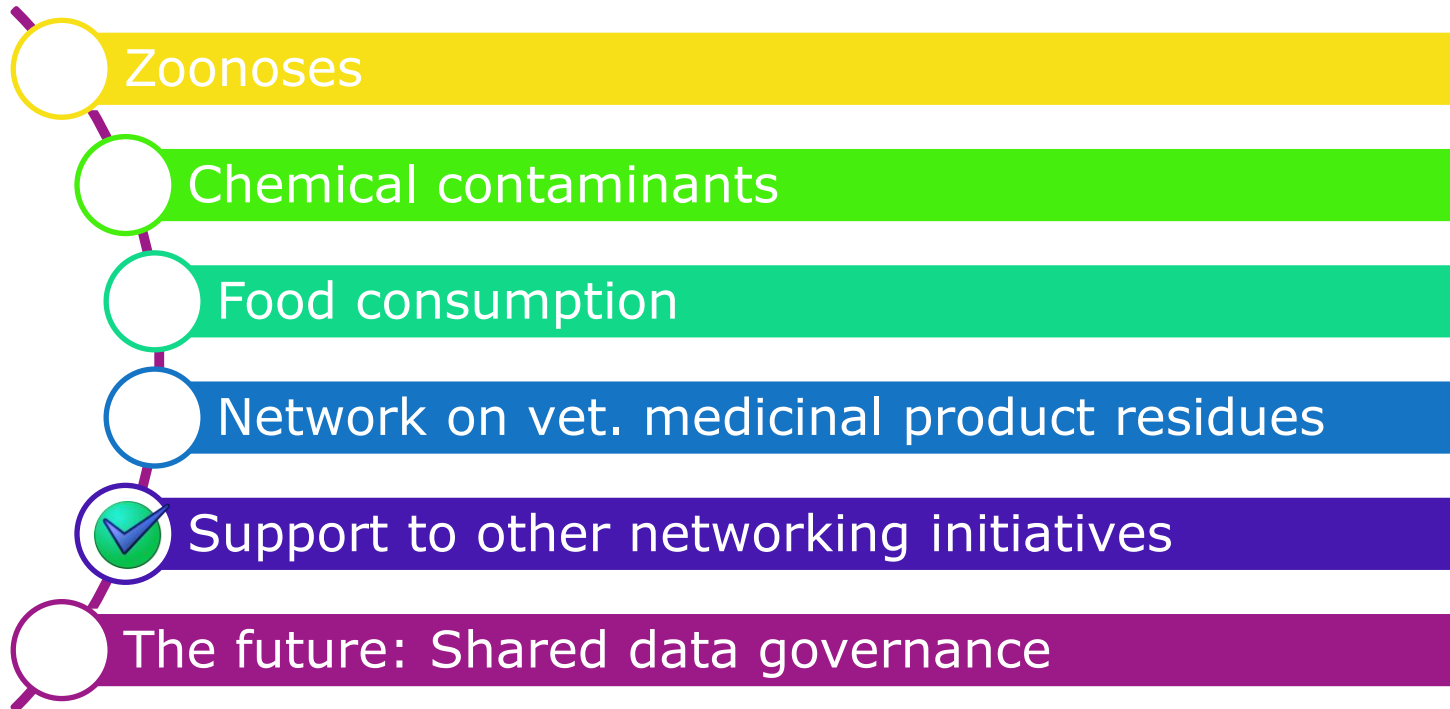 Zoonoses
Chemical contaminants
Food consumption
Network on vet. medicinal product residues
Support to other networking initiatives
The future: Shared data governance